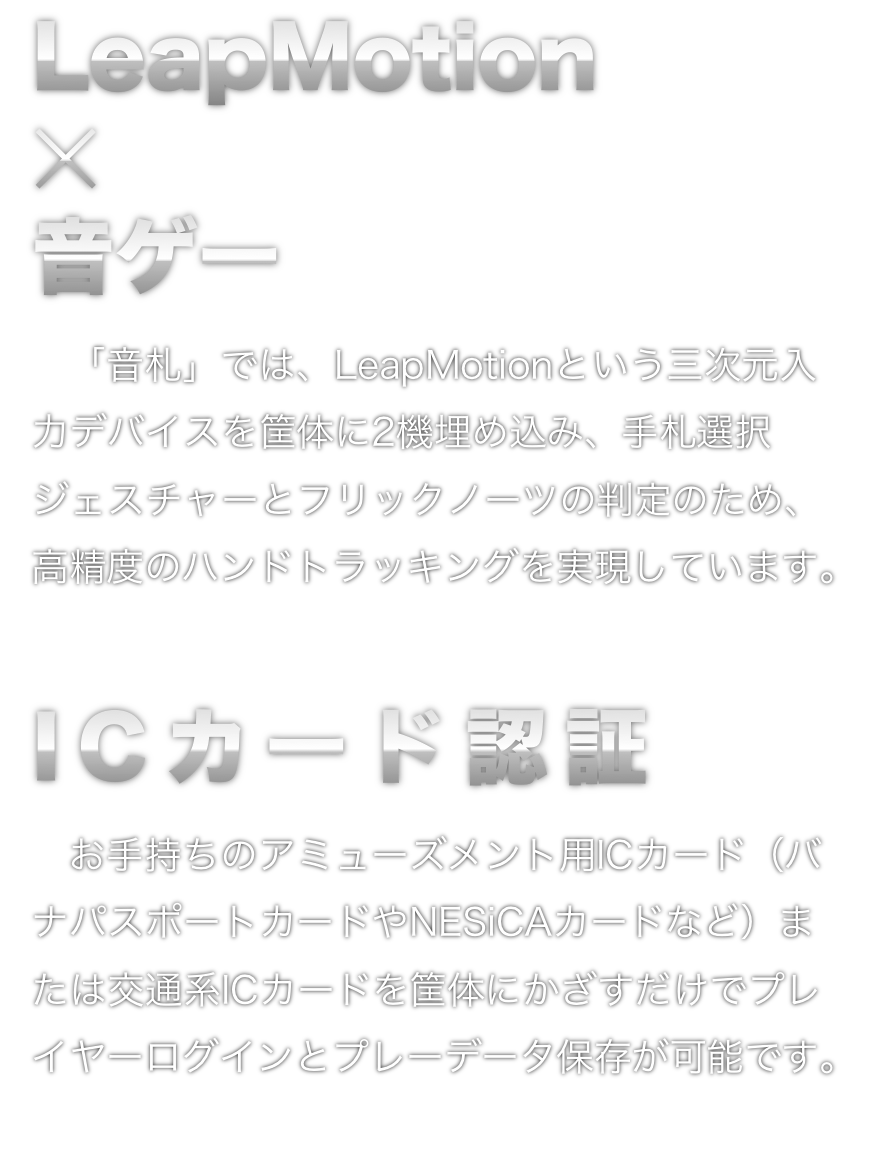 LeapMotion
×
音ゲー
「音札」では、LeapMotionという三次元入
力デバイスを筐体に2機埋め込み、手札選択
ジェスチャーとフリックノーツの判定のため、
高精度のハンドトラッキングを実現しています。
ICカード認証
お手持ちのアミューズメント用ICカード（バ
ナパスポートカードやNESiCAカードなど）ま
たは交通系ICカードを筐体にかざすだけでプレ
イヤーログインとプレーデータ保存が可能です。